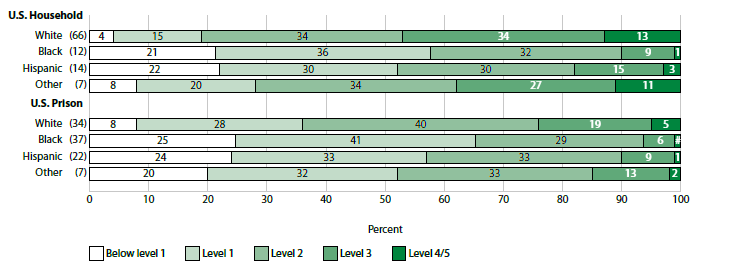 U.S. Household
White (66) 4 15 34 34 13
Black (12) 21 36 32 9 1
Hispanic (14) 22 30 30 15 3
Other (7) 8 20 34 27 11
U.S. Prison
White (34) 8 28 40 19 5
Black (37) 25 41 29 6 #
Hispanic (22) 24 33 33 9 1
Other (7) 20 32 33 13 2
0 10 20 30 40 50 60 70 80 90 100
Percent
Below level 1 Level 1 Level 2 Level 3 Level 4/5